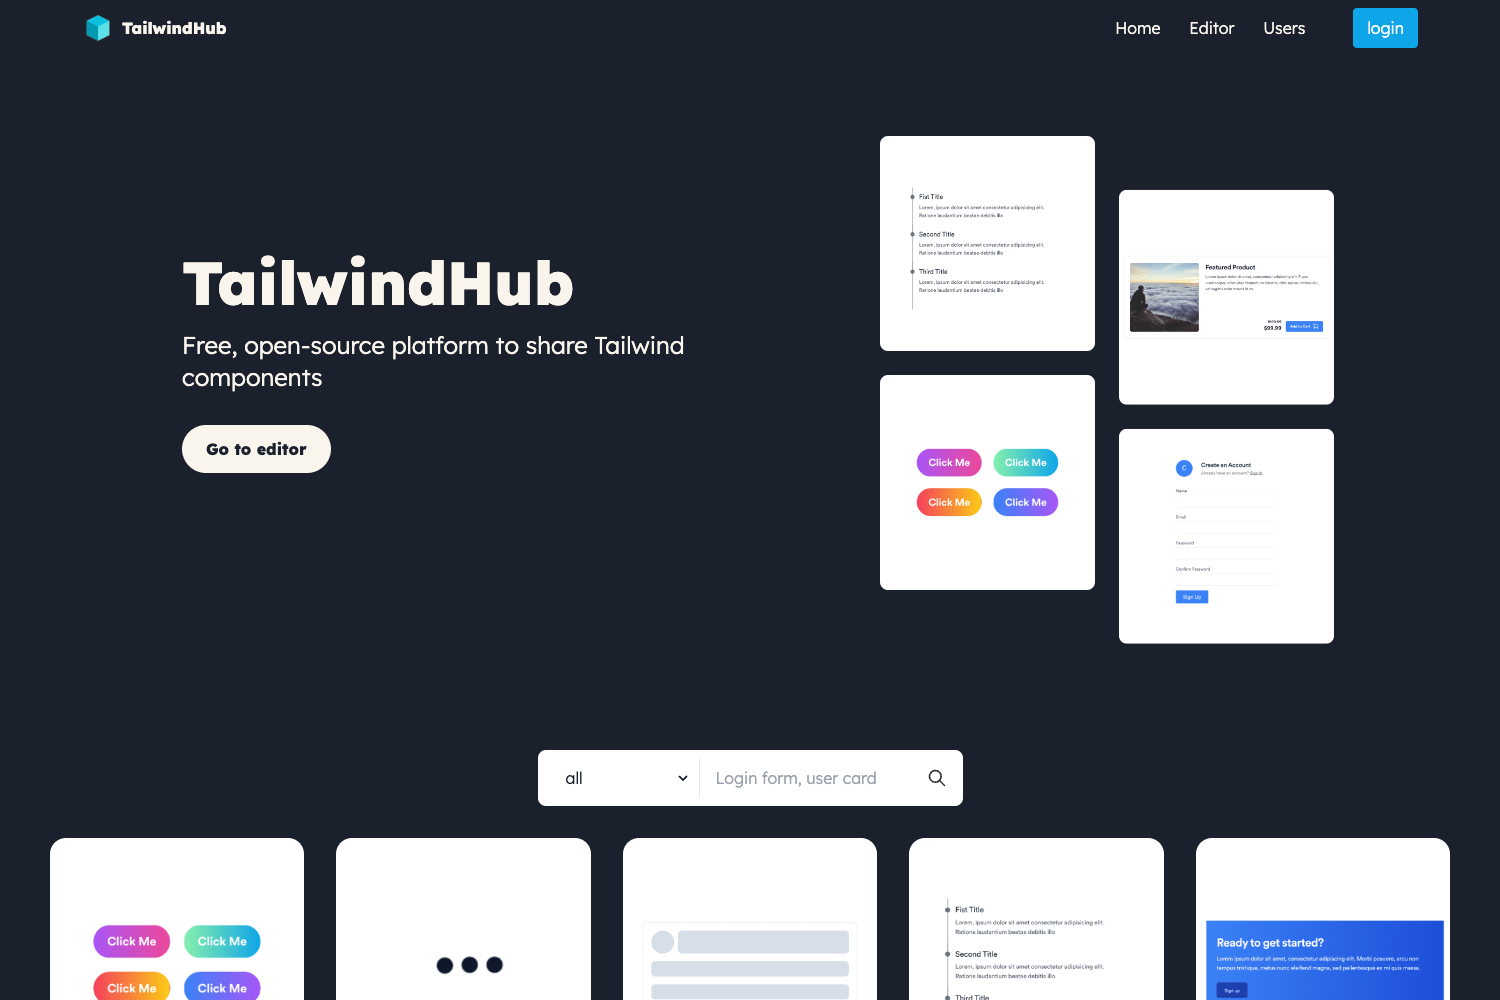 TailwindHub
Home
Editor
Users
login
TailwindHub
Free, open-source platform to share Tailwind
components
Go to editor
Fist Title
Lorem, ipsum dolor sit amet consectetur adipisicing elit.
Ratione laudantium beatae debitis illo
Second Title
Lorem, ipsum dolor sit amet consectetur adipisicing elit.
Ratione laudantium beatae debitis illo
Third Title
Lorem, ipsum dolor sit amet consectetur adipisicing elit.
Ratione laudantium beatae debitis illo
Featured Product
Lorem ipsum dolor sit amet, consectetur adipiscing elit.
$99.99
Add to Cart
Click Me
Click Me
Click Me
Click Me
C
Create an Account
Already have an account? Sign in
Name
Email
Password
Confirm Password
Sign Up
all
Login form, user card
Click Me
Click Me
Click Me
Click Me
Fist Title
Lorem, ipsum dolor sit amet consectetur adipisicing elit.
Ratione laudantium beatae debitis illo
Second Title
Lorem, ipsum dolor sit amet consectetur adipisicing elit.
Ratione laudantium beatae debitis illo
Third Title
Ready to get started?
Lorem ipsum dolor sit amet, consectetur adipiscing elit. Morbi posuere, arcu non
tempus tristique, metus nunc eleifend magna, sed pellentesque ex mi quis massa.
Sign up